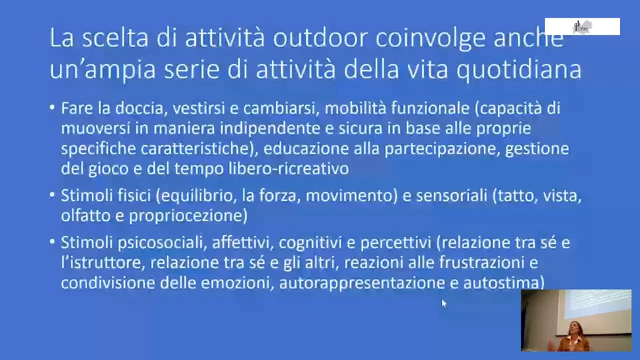 La scelta di attività outdoor coinvolge anche
un'ampia serie di attività della vita quotidiana
• Fare la doccia, vestirsi e cambiarsi, mobilità funzionale (capacità di
muoversi in maniera indipendente e sicura in base alle proprie
specifiche caratteristiche), educazione alla partecipazione, gestione
del gioco e del tempo libero-ricreativo
• Stimoli fisici (equilibrio, la forza, movimento) e sensoriali (tatto, vista,
olfatto e propriocezione)
• Stimoli psicosociali, affettivi, cognitivi e percettivi (relazione tra sé e
l'istruttore, relazione tra sé e gli altri, reazioni alle frustrazioni e
condivisione delle emozioni, autorappresentazione e autostima)